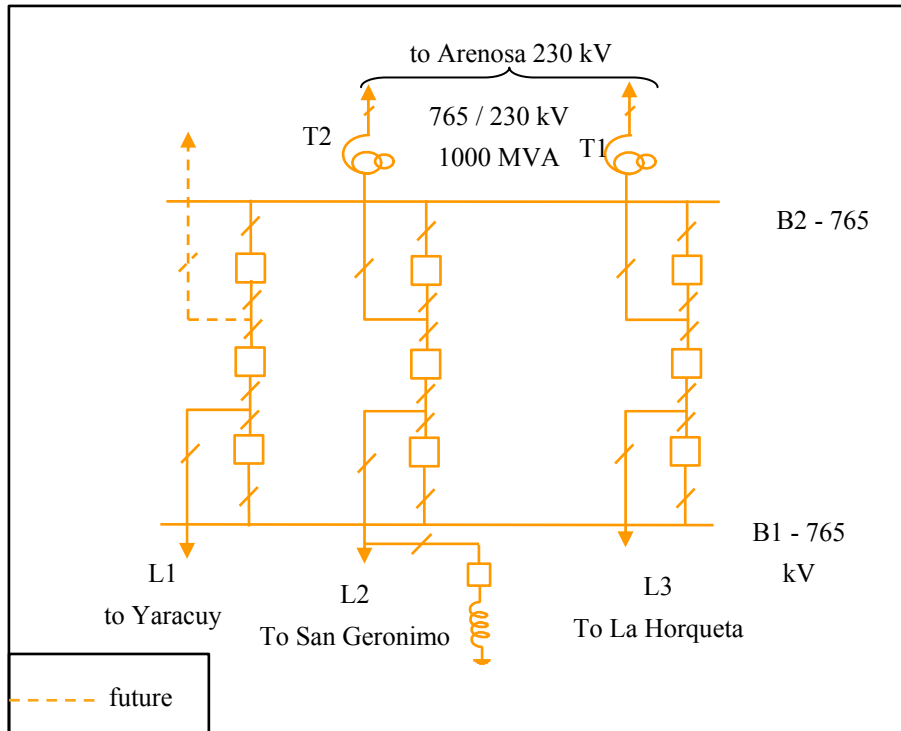 to Arenosa 230 kV
T2
765 / 230 kV
1000 MVA
T1
B2 - 765
B1 - 765
kV
L1
to Yaracuy
L2
To San Geronimo
L3
To La Horqueta
future